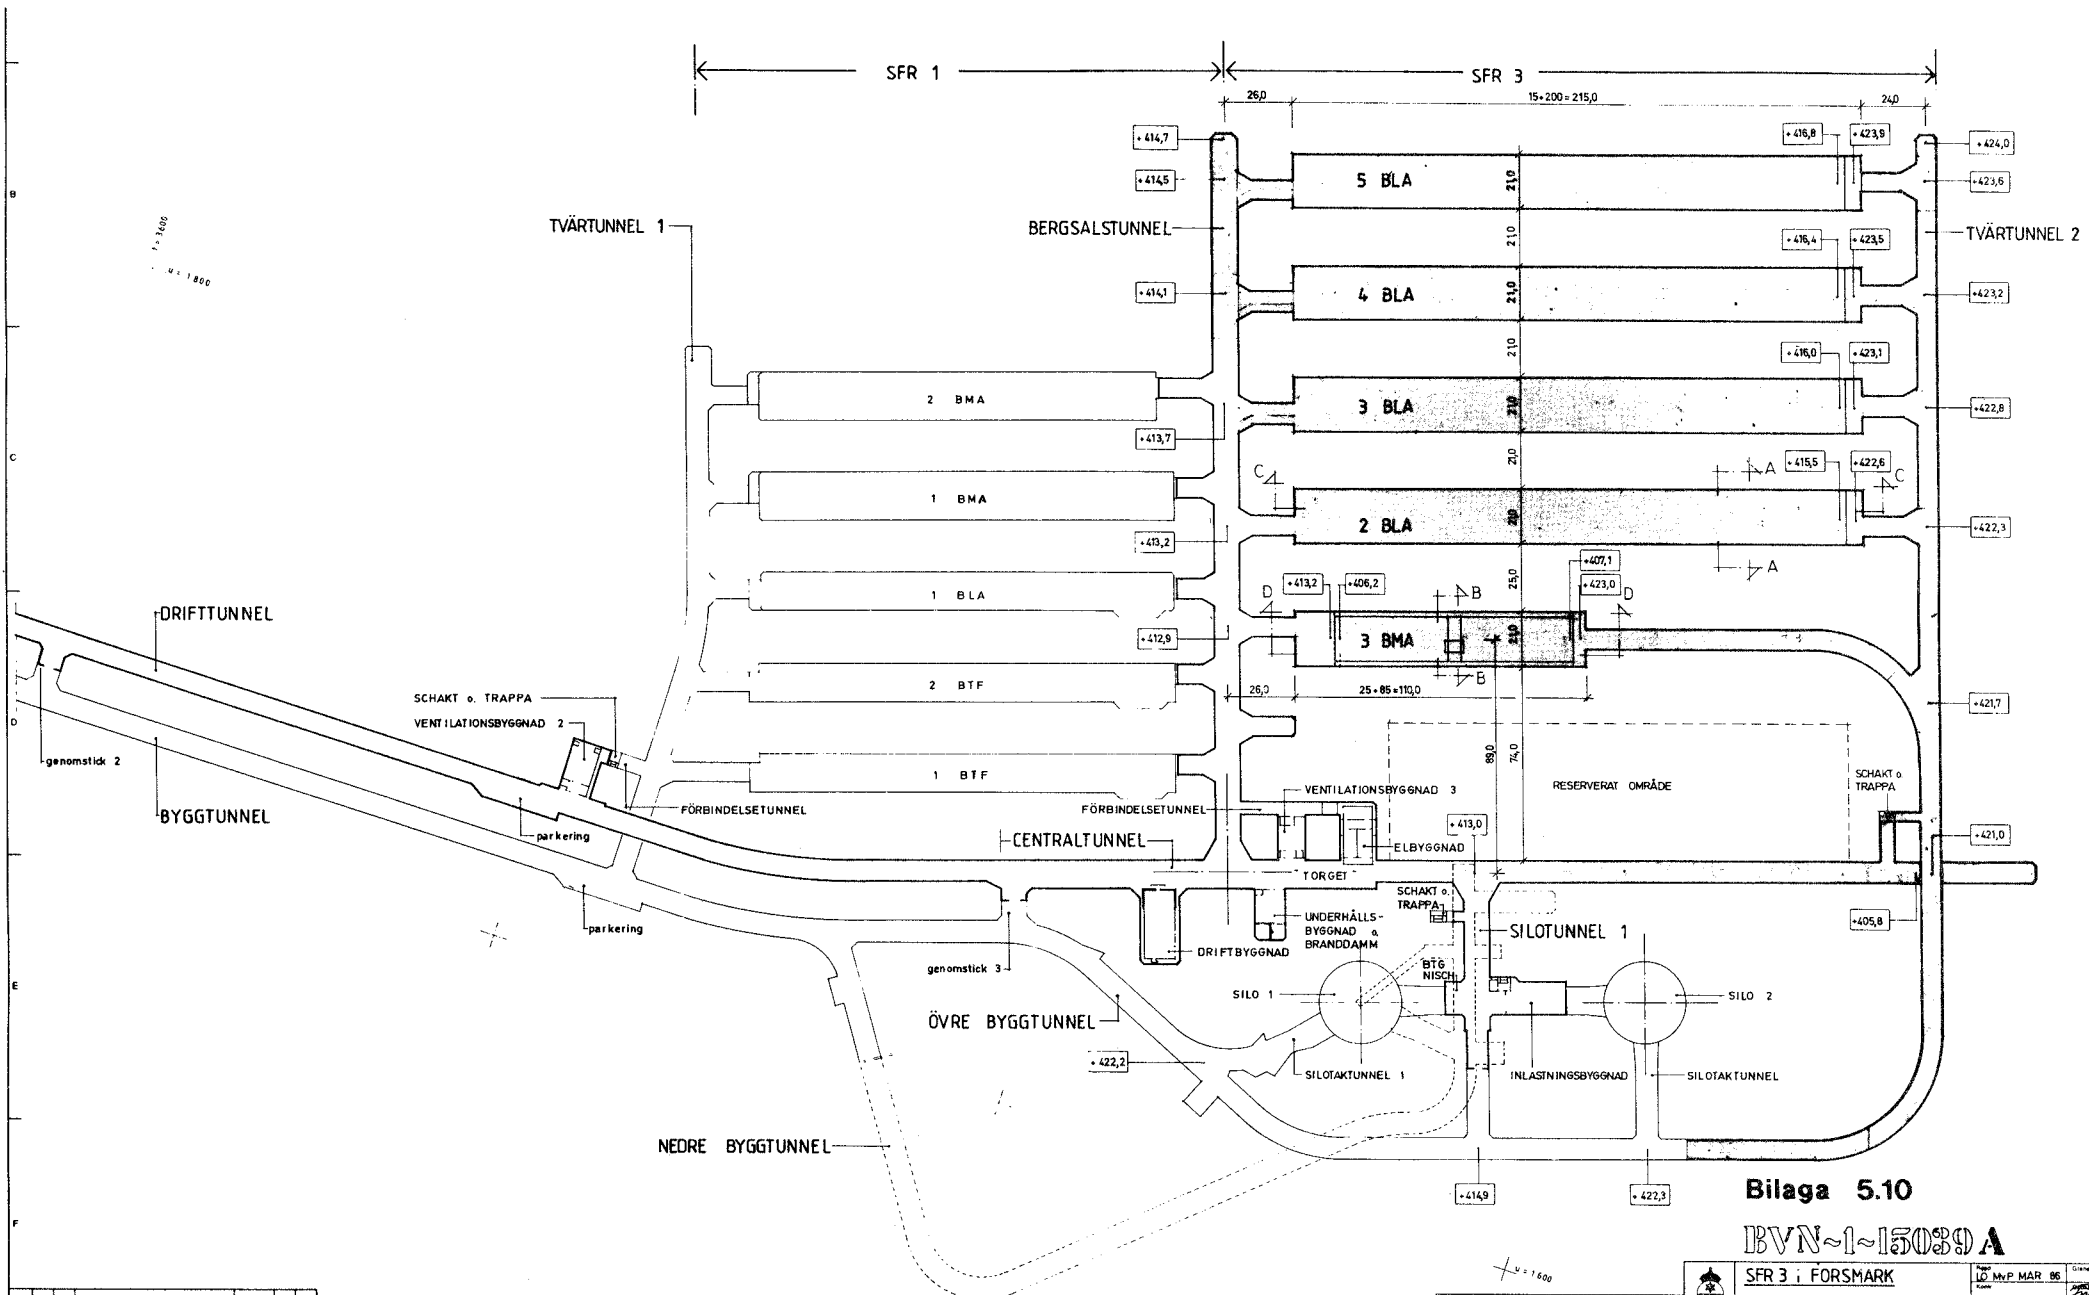 SFR 1
SFR 3
26,0
15+200=215,0
24,0
+414,7
+416,8
+423,9
+424,0
B
+414,5
5 BLA
21,0
+423,6
TVÄRTUNNEL 1
BERGSALSTUNNEL
21,0
+416,4
+423,5
TVÄRTUNNEL 2
u = 1800
+414,1
4 BLA
21,0
+423,2
21,0
+416,0
+423,1
2 BMA
3 BLA
21,0
+422,8
+413,7
C
21,0
C
A
+415,5
+422,6
C
1 BMA
2 BLA
21,0
+422,3
+413,2
A
+407,1
1 BLA
25,0
+413,2
+406,2
+423,0
D
B
D
DRIFTTUNNEL
+412,9
3 BMA
21,0
2 BTF
B
26,0
25+85=110,0
SCHAKT o. TRAPPA
+421,7
D
VENTILATIONSBYGGNAD 2
genomstick 2
89,0
74,0
1 BTF
SCHAKT o.
TRAPPA
RESERVERAT OMRÅDE
VENTILATIONSBYGGNAD 3
FÖRBINDELSETUNNEL
FÖRBINDELSETUNNEL
BYGGTUNNEL
parkering
+413,0
+421,0
CENTRALTUNNEL
ELBYGGNAD
TORGET
SCHAKT o.
TRAPPA
parkering
UNDERHÅLLS-
BYGGNAD o.
BRANDDAMM
+405,8
SILOTUNNEL 1
DRIFTBYGGNAD
genomstick 3
BTG
NISCH
E
SILO 1
SILO 2
ÖVRE BYGGTUNNEL
+422,2
SILOTAKTUNNEL 1
INLASTNINGSBYGGNAD
SILOTAKTUNNEL
NEDRE BYGGTUNNEL
+414,9
+422,3
Bilaga 5.10
F
BVN~1~15039 A
u = 1600
SFR 3 i FORSMARK
LÖ MvP MAR 86